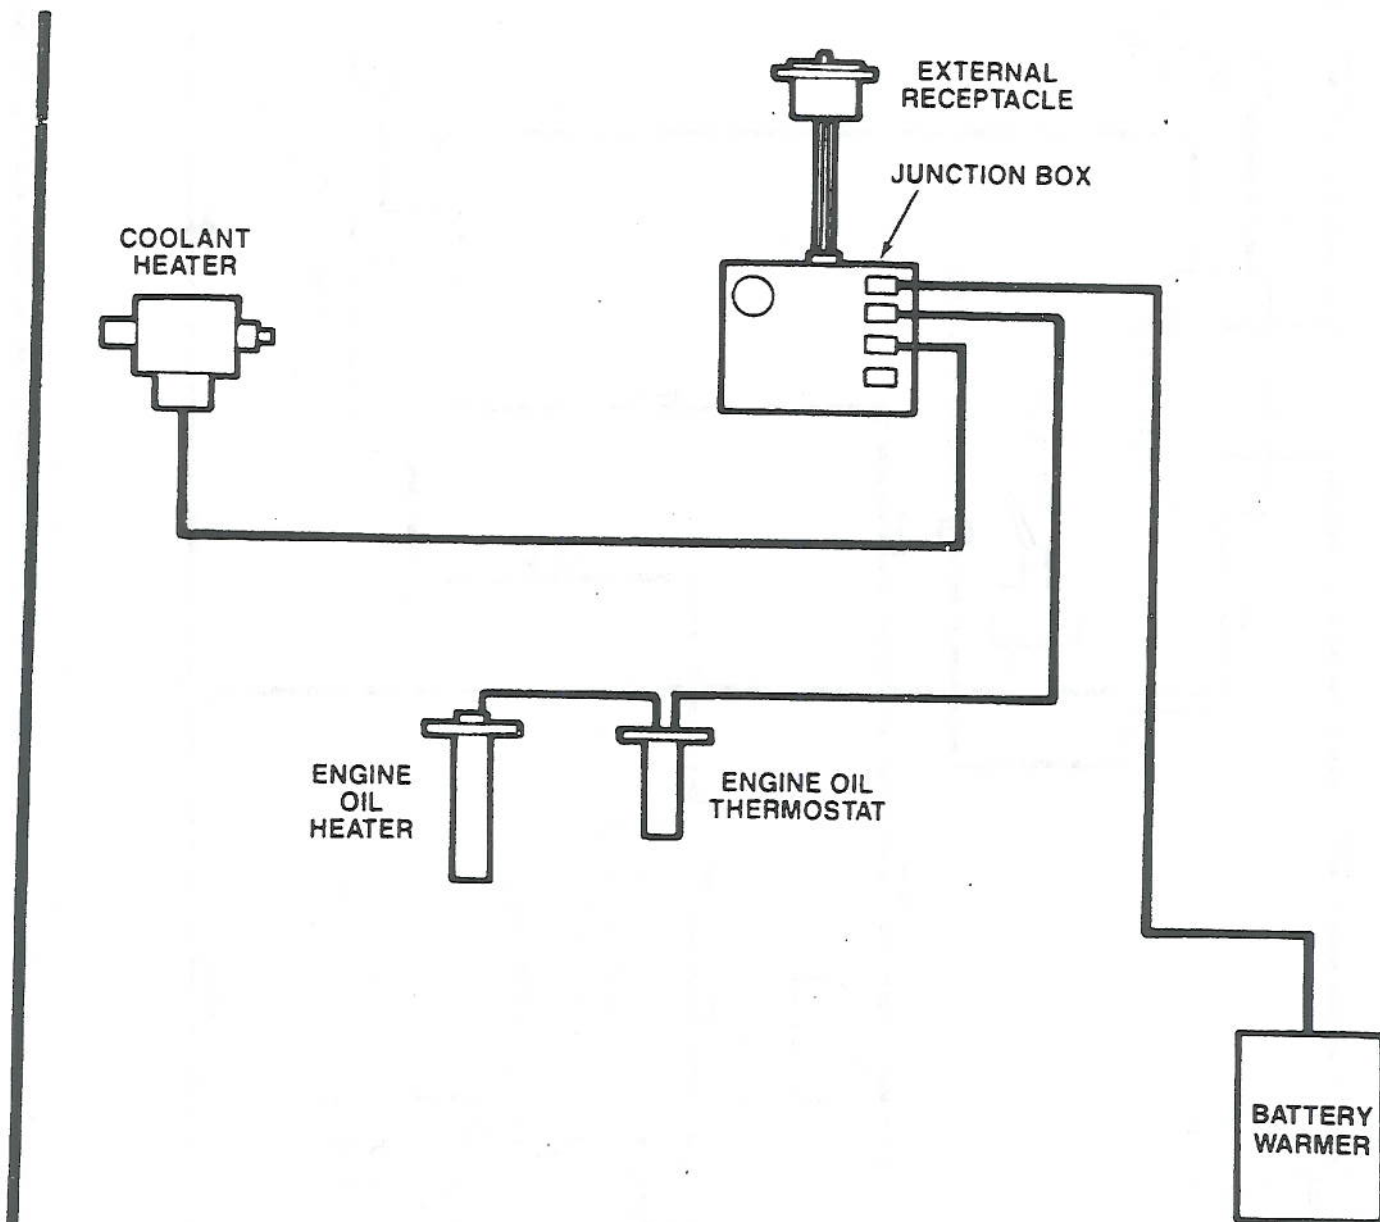 EXTERNAL
RECEPTACLE
JUNCTION BOX
COOLANT
HEATER
ENGINE
OIL
HEATER
ENGINE OIL
THERMOSTAT
BATTERY
WARMER